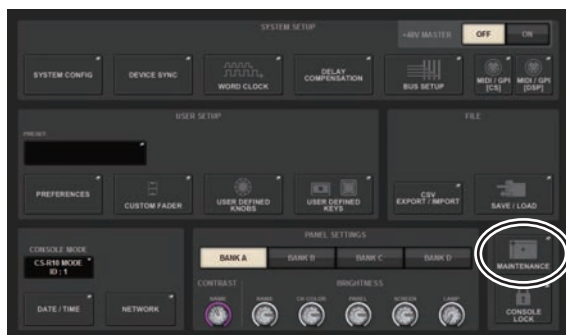 SYSTEM SETUP
+48V MASTER
OFF
ON
SYSTEM CONFIG
DEVICE SYNC
WORD CLOCK
DELAY
COMPENSATION
BUS SETUP
MIDI / GPI
[CS]
MIDI / GPI
[DSP]
USER SETUP
FILE
PRESET
PREFERENCES
CUSTOM FADER
USER DEFINED
KNOBS
USER DEFINED
KEYS
CSV
EXPORT / IMPORT
SAVE / LOAD
CONSOLE MODE
CS-R10 MODE
ID : 1
DATE / TIME
NETWORK
PANEL SETTINGS
BANK A
BANK B
BANK C
BANK D
CONTRAST
BRIGHTNESS
NAME
NAME
CH COLOR
PANEL
SCREEN
LAMP
MAINTENANCE
CONSOLE
LOCK